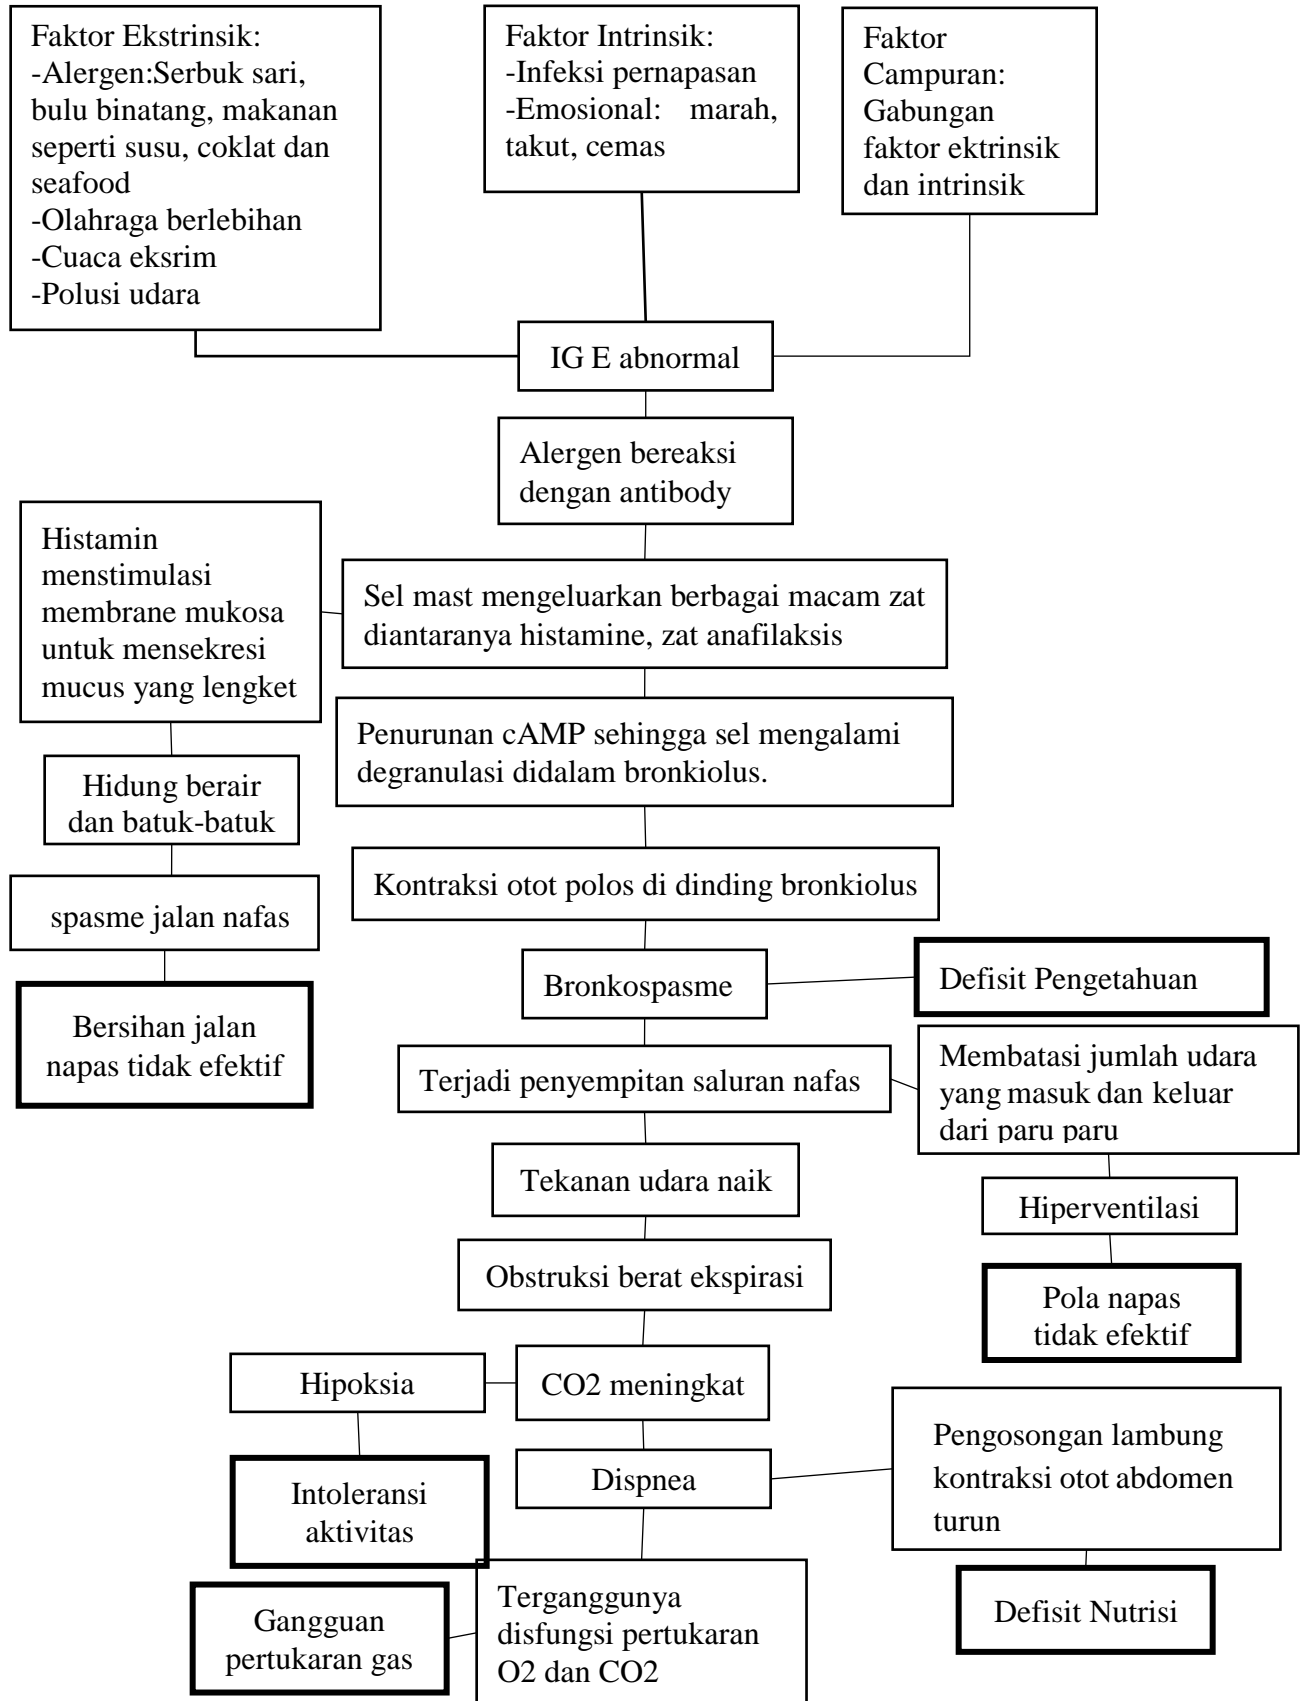 Faktor Ekstrinsik:
-Alergen:Serbuk sari,
bulu binatang, makanan
seperti susu, coklat dan
seafood
-Olahraga berlebihan
-Cuaca eksrim
-Polusi udara
Faktor Intrinsik:
-Infeksi pernapasan
-Emosional: marah,
takut, cemas
Faktor
Campuran:
Gabungan
faktor ektrinsik
dan intrinsik
IG E abnormal
Alergen bereaksi
dengan antibody
Histamin
menstimulasi
membrane mukosa
untuk mensekresi
mucus yang lengket
Sel mast mengeluarkan berbagai macam zat
diantaranya histamine, zat anafilaksis
Penurunan cAMP sehingga sel mengalami
degranulasi didalam bronkiolus.
Hidung berair
dan batuk-batuk
Kontraksi otot polos di dinding bronkiolus
spasme jalan nafas
Bronkospasme
Defisit Pengetahuan
Bersihan jalan
napas tidak efektif
Terjadi penyempitan saluran nafas
Membatasi jumlah udara
yang masuk dan keluar
dari paru paru
Tekanan udara naik
Hiperventilasi
Obstruksi berat ekspirasi
Pola napas
tidak efektif
Hipoksia
CO2 meningkat
Pengosongan lambung
kontraksi otot abdomen
turun
Intoleransi
aktivitas
Dispnea
Gangguan
pertukaran gas
Terganggunya
disfungsi pertukaran
O2 dan CO2
Defisit Nutrisi